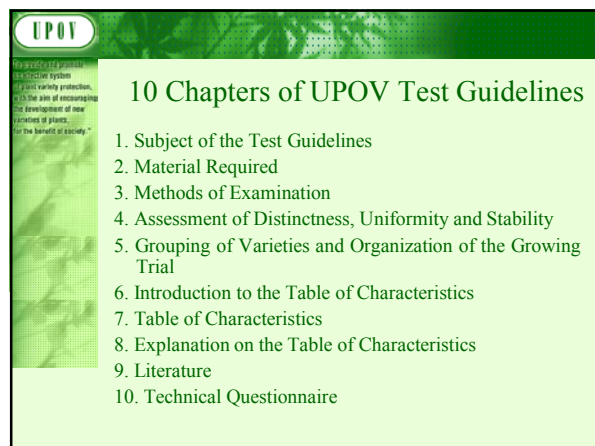 UPOV
"To provide and promote
an effective system
of plant variety protection,
with the aim of encouraging
the development of new
varieties of plants,
for the benefit of society."
10 Chapters of UPOV Test Guidelines
1. Subject of the Test Guidelines
2. Material Required
3. Methods of Examination
4. Assessment of Distinctness, Uniformity and Stability
5. Grouping of Varieties and Organization of the Growing
Trial
6. Introduction to the Table of Characteristics
7. Table of Characteristics
8. Explanation on the Table of Characteristics
9. Literature
10. Technical Questionnaire